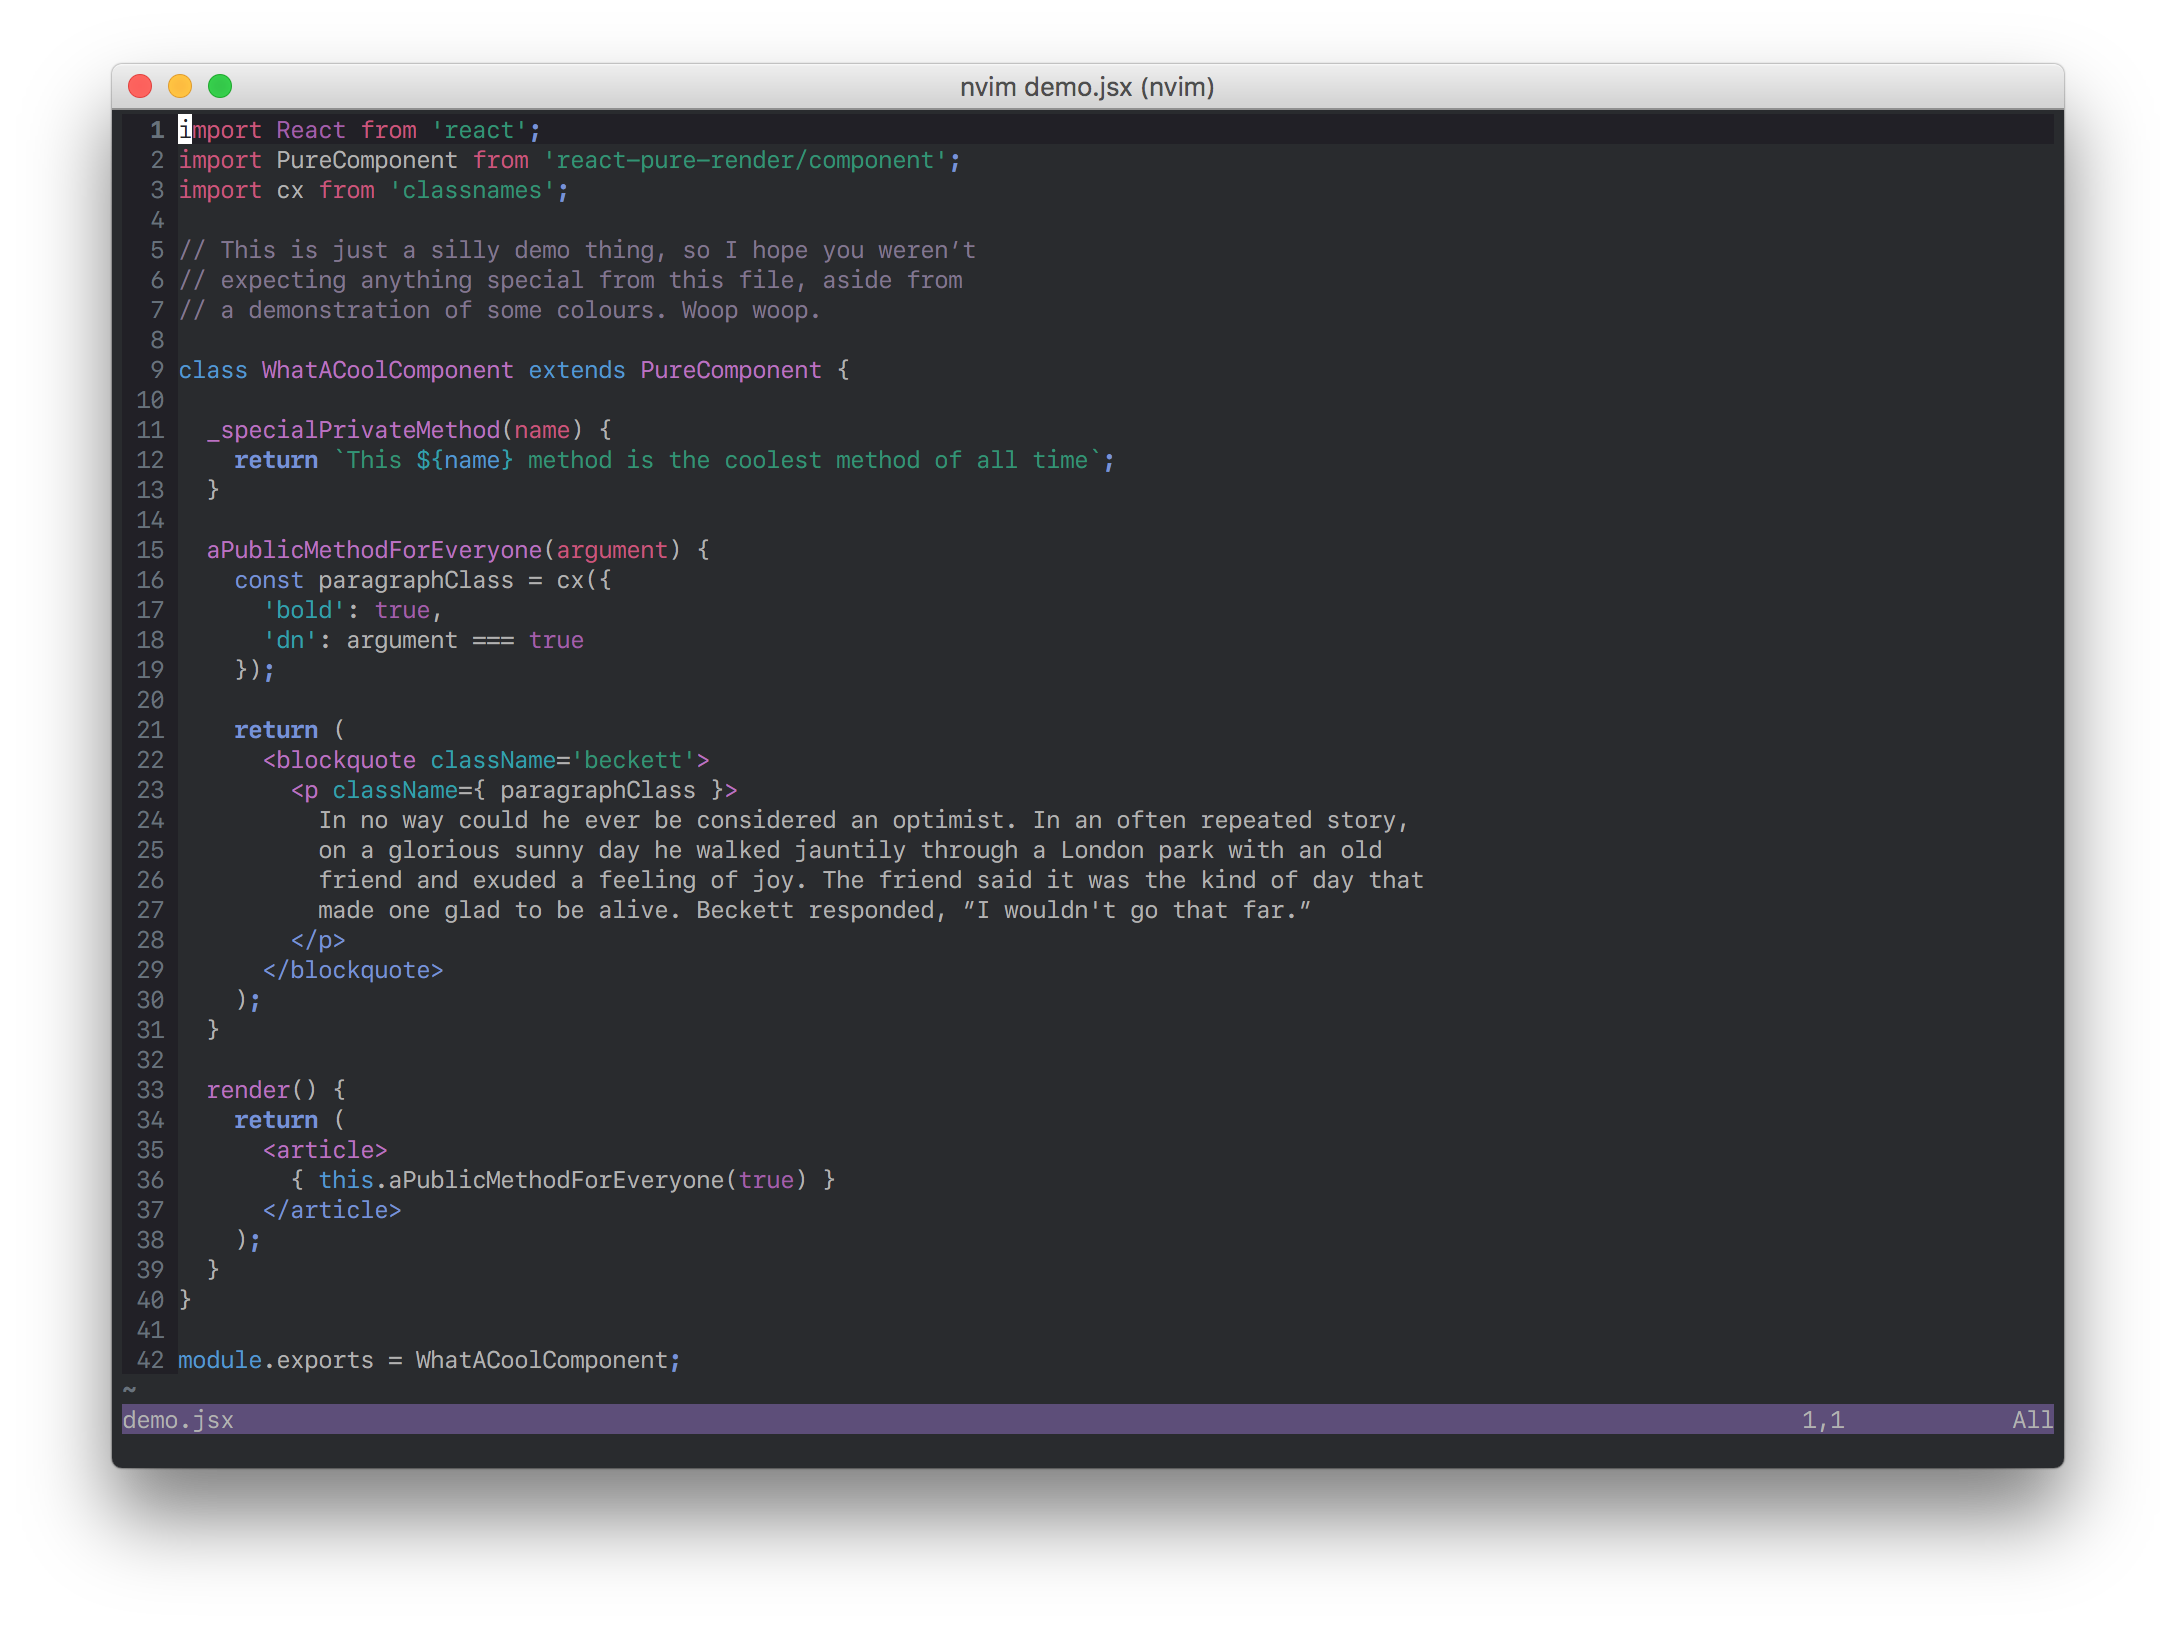 nvim demo.jsx (nvim)
1 import React from 'react';
2 import PureComponent from 'react-pure-render/component';
3 import cx from 'classnames';
4
5 // This is just a silly demo thing, so I hope you weren’t
6 // expecting anything special from this file, aside from
7 // a demonstration of some colours. Woop woop.
8
9 class WhatACoolComponent extends PureComponent {
10
11   _specialPrivateMethod(name) {
12     return `This ${name} method is the coolest method of all time`;
13   }
14
15   aPublicMethodForEveryone(argument) {
16     const paragraphClass = cx({
17       'bold': true,
18       'dn': argument === true
19     });
20
21     return (
22       <blockquote className='beckett'>
23         <p className={ paragraphClass }>
24           In no way could he ever be considered an optimist. In an often repeated story,
25           on a glorious sunny day he walked jauntily through a London park with an old
26           friend and exuded a feeling of joy. The friend said it was the kind of day that
27           made one glad to be alive. Beckett responded, ”I wouldn't go that far.”
28         </p>
29       </blockquote>
30     );
31   }
32
33   render() {
34     return (
35       <article>
36         { this.aPublicMethodForEveryone(true) }
37       </article>
38     );
39   }
40 }
41
42 module.exports = WhatACoolComponent;
~
demo.jsx 1,1 All